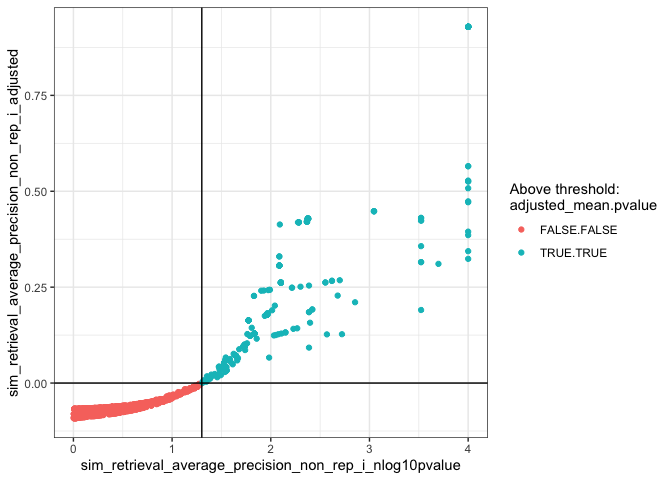 sim_retrieval_average_precision_non_rep_i_adjusted
0.75
0.50
0.25
0.00
0 1 2 3 4
sim_retrieval_average_precision_non_rep_i_nlog10pvalue
Above threshold:
adjusted_mean.pvalue
FALSE.FALSE
TRUE.TRUE